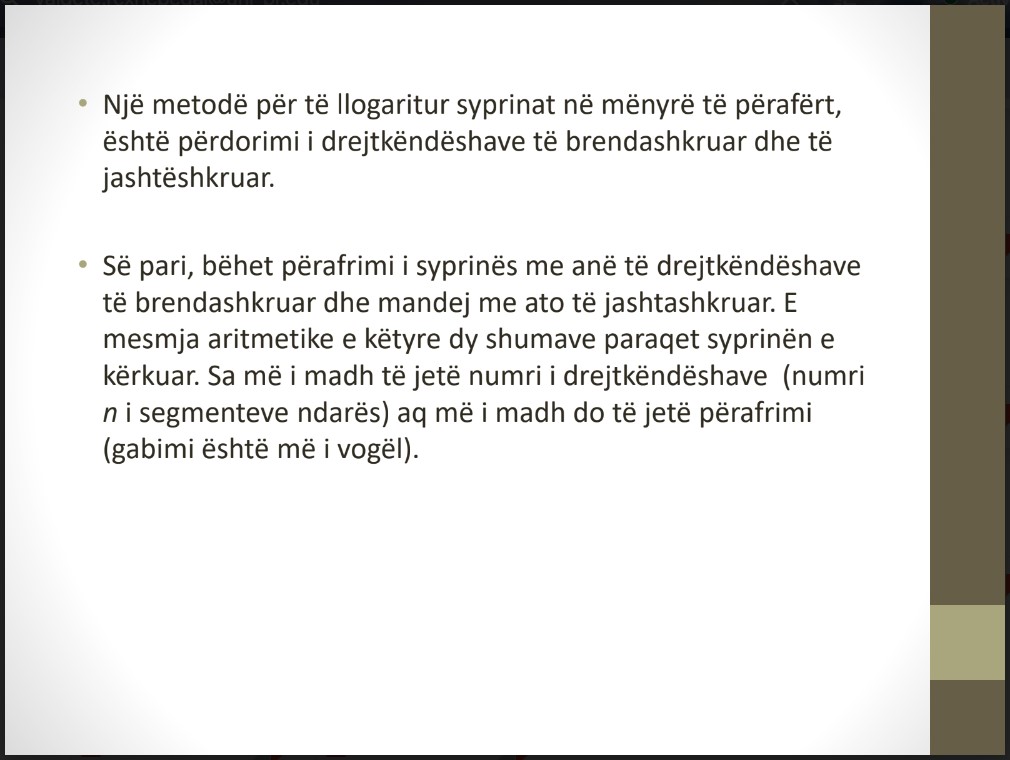 • Një metodë për të llogaritur syprinat në mënyrë të përafërt,
është përdorimi i drejtkëndëshave të brendashkruar dhe të
jashtëshkruar.
• Së pari, bëhet përafrimi i syprinës me anë të drejtkëndëshave
të brendashkruar dhe mandej me ato të jashtashkruar. E
mesmja aritmetike e këtyre dy shumave paraqet syprinën e
kërkuar. Sa më i madh të jetë numri i drejtkëndëshave  (numri
n i segmenteve ndarës) aq më i madh do të jetë përafrimi
(gabimi është më i vogël).